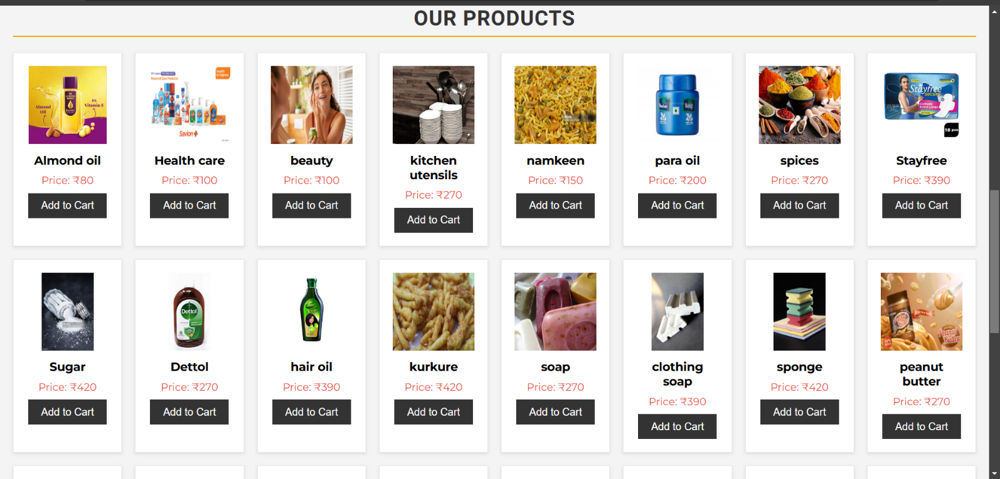 OUR PRODUCTS
Almond Oil
6x
Vitamin E
Health & Hygiene
Savlon
Stayfree
secure
Cottony
Extra Large
18 pcs
Almond oil
Health care
beauty
kitchen
utensils
namkeen
para oil
spices
Stayfree
Price: ₹80
Price: ₹100
Price: ₹100
Price: ₹270
Price: ₹150
Price: ₹200
Price: ₹270
Price: ₹390
Add to Cart
Add to Cart
Add to Cart
Add to Cart
Add to Cart
Add to Cart
Add to Cart
Add to Cart
Dettol
Peanut
Butter
Sugar
Dettol
hair oil
kurkure
soap
clothing
soap
sponge
peanut
butter
Price: ₹420
Price: ₹270
Price: ₹390
Price: ₹420
Price: ₹270
Price: ₹390
Price: ₹420
Price: ₹270
Add to Cart
Add to Cart
Add to Cart
Add to Cart
Add to Cart
Add to Cart
Add to Cart
Add to Cart